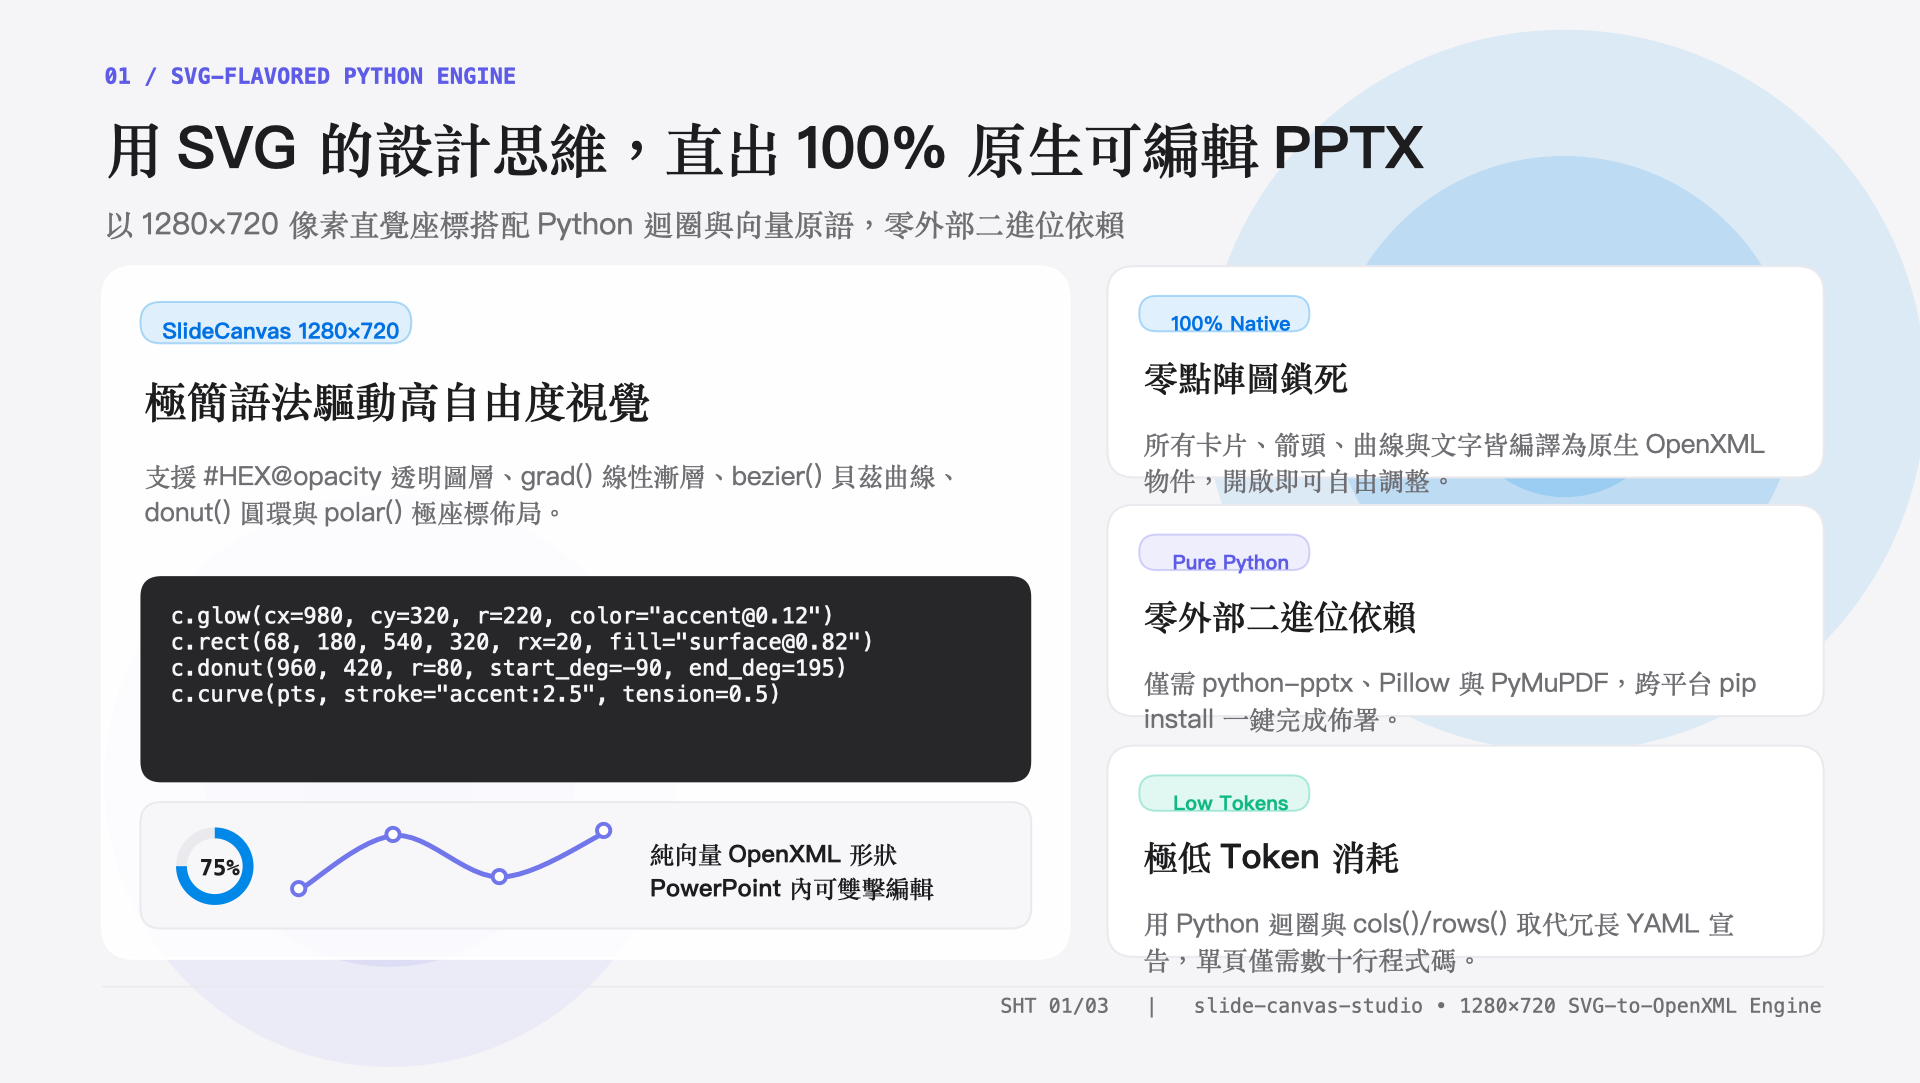 01 / SVG-FLAVORED PYTHON ENGINE
用 SVG 的設計思維，直出 100% 原生可編輯 PPTX
以 1280×720 像素直覺座標搭配 Python 迴圈與向量原語，零外部二進位依賴
SlideCanvas 1280×720
極簡語法驅動高自由度視覺
支援 #HEX@opacity 透明圖層、grad() 線性漸層、bezier() 貝茲曲線、
donut() 圓環與 polar() 極座標佈局。
c.glow(cx=980, cy=320, r=220, color="accent@0.12")
c.rect(68, 180, 540, 320, rx=20, fill="surface@0.82")
c.donut(960, 420, r=80, start_deg=-90, end_deg=195)
c.curve(pts, stroke="accent:2.5", tension=0.5)
75%
純向量 OpenXML 形狀
PowerPoint 內可雙擊編輯
100% Native
零點陣圖鎖死
所有卡片、箭頭、曲線與文字皆編譯為原生 OpenXML
物件，開啟即可自由調整。
Pure Python
零外部二進位依賴
僅需 python-pptx、Pillow 與 PyMuPDF，跨平台 pip
install 一鍵完成佈署。
Low Tokens
極低 Token 消耗
用 Python 迴圈與 cols()/rows() 取代冗長 YAML 宣
告，單頁僅需數十行程式碼。
SHT 01/03 | slide-canvas-studio • 1280×720 SVG-to-OpenXML Engine